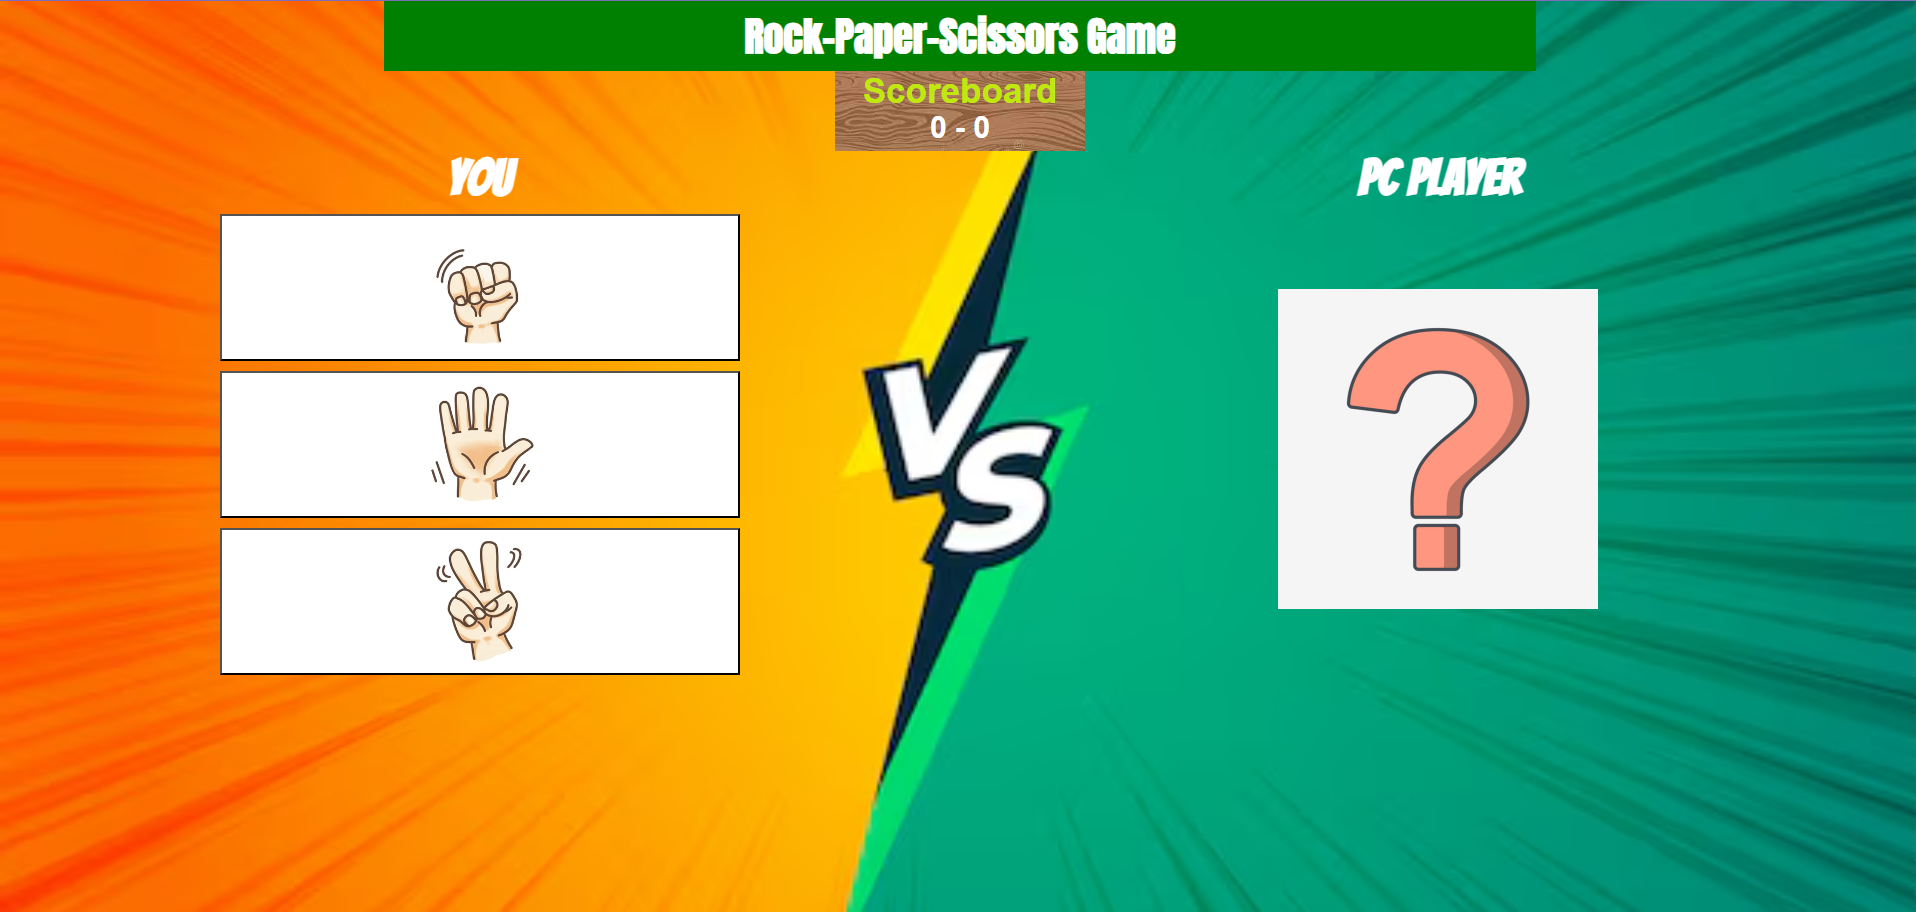 Rock-Paper-Scissors Game
Scoreboard
0 - 0
YOU
PC PLAYER
VS
?